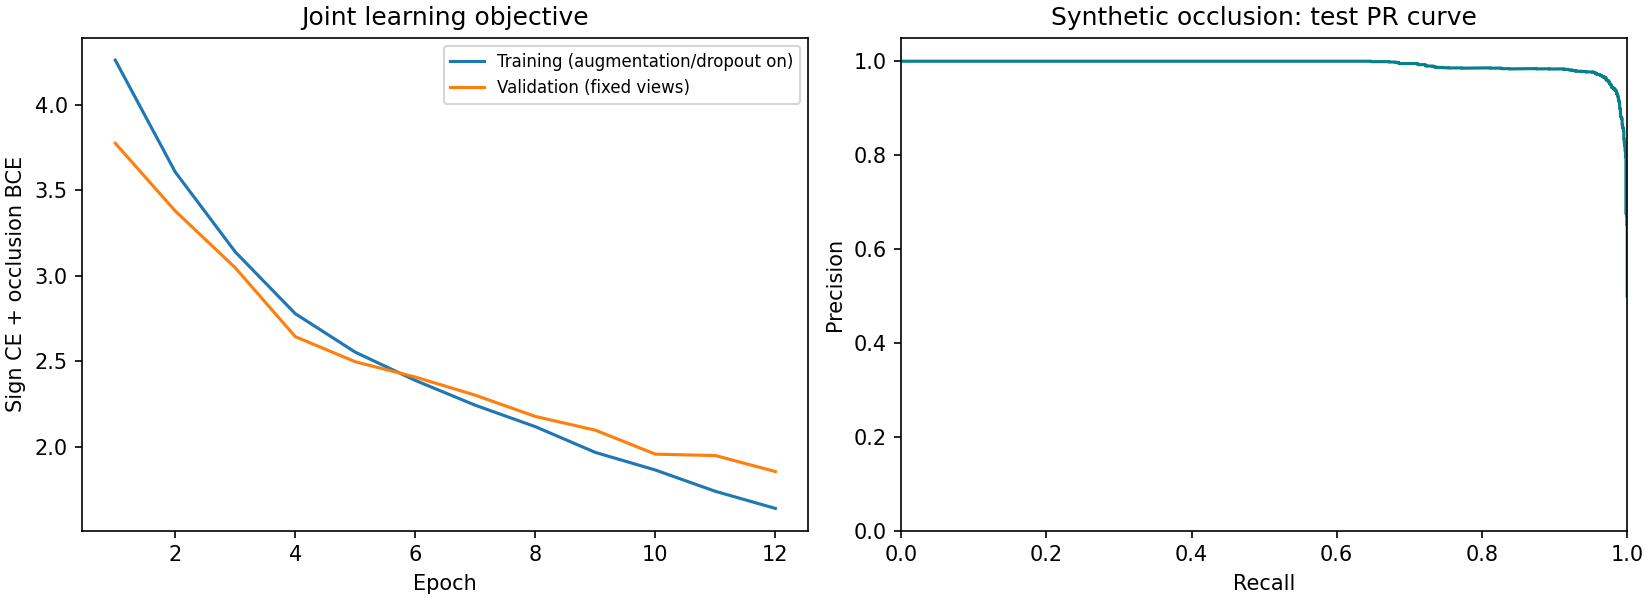 Joint learning objective
Training (augmentation/dropout on)
Validation (fixed views)
Sign CE + occlusion BCE
4.0
3.5
3.0
2.5
2.0
2 4 6 8 10 12
Epoch
Synthetic occlusion: test PR curve
Precision
1.0
0.8
0.6
0.4
0.2
0.0
0.0 0.2 0.4 0.6 0.8 1.0
Recall